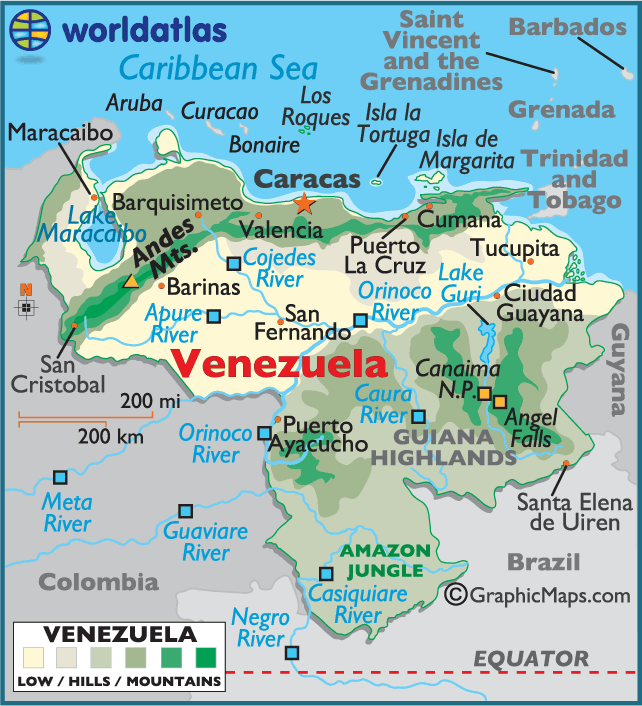 worldatlas
Caribbean Sea
Saint
Vincent
and the
Grenadines
Barbados
Grenada
Trinidad
and
Tobago
Aruba
Curacao
Bonaire
Los
Roques
Isla la
Tortuga
Isla de
Margarita
Maracaibo
Caracas
Barquisimeto
Lake
Maracaibo
Andes
Mts.
Valencia
Cumana
Puerto
La Cruz
Tucupita
Cojedes
River
Lake
Guri
Barinas
Orinoco
River
Ciudad
Guayana
N
Apure
River
San
Fernando
Venezuela
San
Cristobal
Guyana
Canaima
N.P.
Caura
River
Angel
Falls
200 mi
200 km
Orinoco
River
Puerto
Ayacucho
GUIANA
HIGHLANDS
Meta
River
Guaviare
River
Santa Elena
de Uiren
AMAZON
JUNGLE
Brazil
Colombia
Casiquiare
River
©GraphicMaps.com
Negro
River
VENEZUELA
LOW / HILLS / MOUNTAINS
EQUATOR